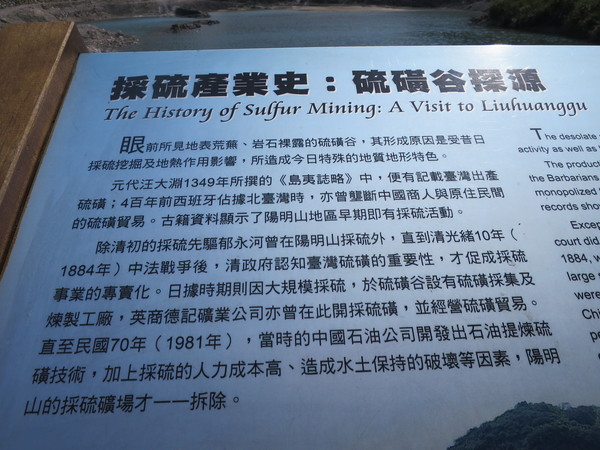 採硫產業史：硫磺谷探源
The History of Sulfur Mining: A Visit to Liuhuanggu
眼前所見地表荒蕪、岩石裸露的硫磺谷，其形成原因是受昔日
採硫挖掘及地熱作用影響，所造成今日特殊的地質地形特色。
元代汪大淵1349年所撰的《島夷誌略》中，便有記載臺灣出產
硫磺；4百年前西班牙佔據北臺灣時，亦曾壟斷中國商人與原住民間
的硫磺貿易。古籍資料顯示了陽明山地區早期即有採硫活動。
除清初的採硫先驅郁永河曾在陽明山採硫外，直到清光緒10年（
1884年）中法戰爭後，清政府認知臺灣硫磺的重要性，才促成採硫
事業的專賣化。日據時期則因大規模採硫，於硫磺谷設有硫磺採集及
煉製工廠，英商德記礦業公司亦曾在此開採硫磺，並經營硫磺貿易。
直至民國70年（1981年），當時的中國石油公司開發出石油提煉硫
磺技術，加上採硫的人力成本高、造成水土保持的破壞等因素，陽明
山的採硫礦場才一一拆除。
The desolate
activity as well as
The product
the Barbarians
monopolized
records show
Excep
court did
1884, w
large
were
Chi
pe